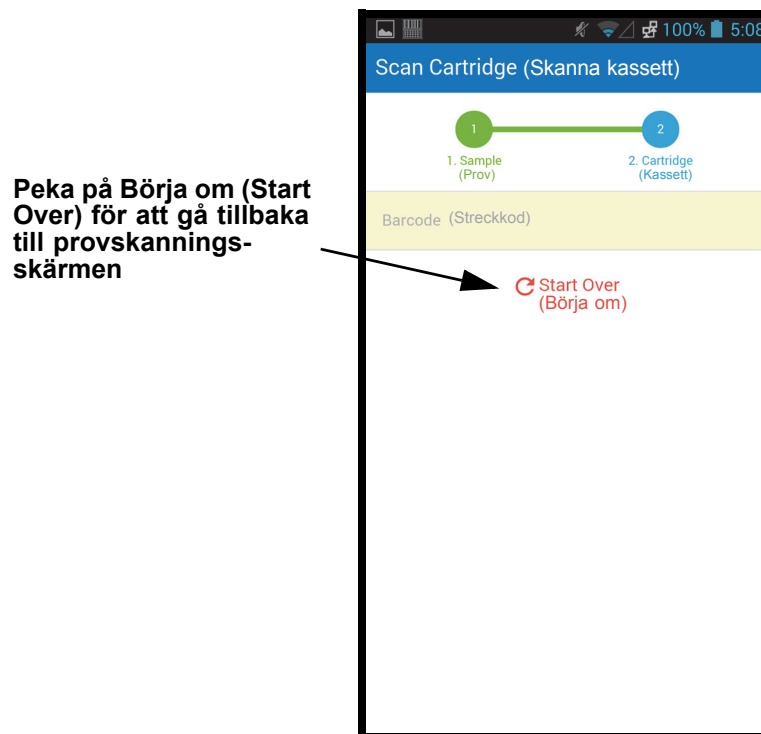 100% 5:08
Scan Cartridge (Skanna kassett)
1
2
1. Sample
(Prov)
2. Cartridge
(Kassett)
Peka på Börja om (Start
Over) för att gå tillbaka
till provskannings-
skärmen
Barcode (Streckkod)
Start Over
(Börja om)